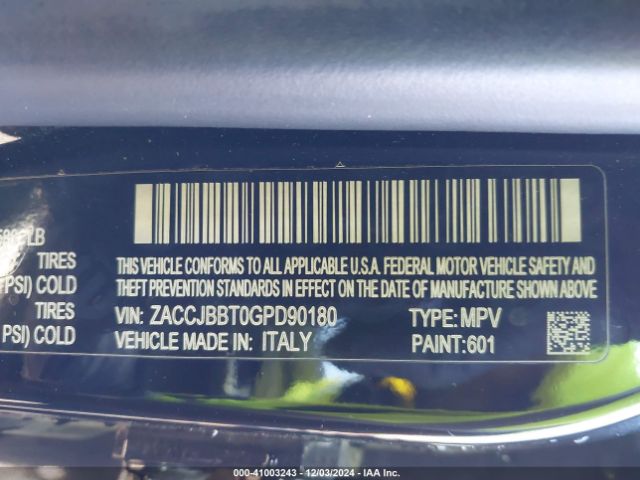 LB
TIRES
PSI) COLD
TIRES
PSI) COLD
THIS VEHICLE CONFORMS TO ALL APPLICABLE U.S.A. FEDERAL MOTOR VEHICLE SAFETY AND
THEFT PREVENTION STANDARDS IN EFFECT ON THE DATE OF MANUFACTURE SHOWN ABOVE
VIN: ZACCJBBT0GPD90180 TYPE: MPV
VEHICLE MADE IN: ITALY PAINT: 601
000-41003243 - 12/03/2024 - IAA Inc.